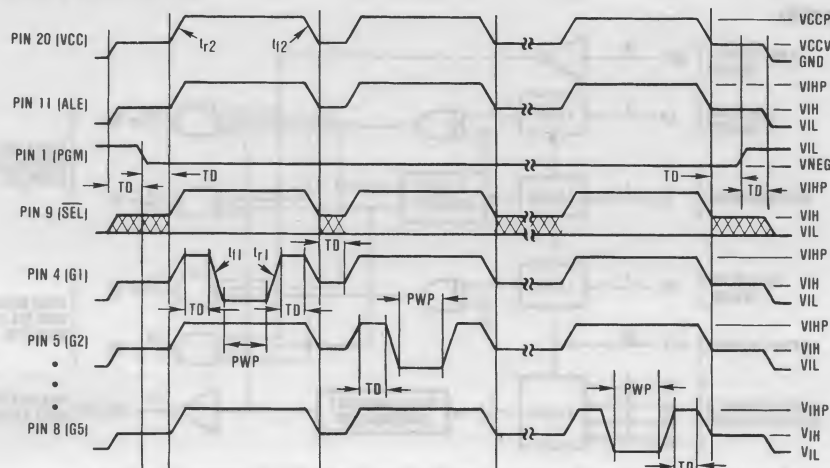 VCCP
PIN 20 (VCC)
tr2
tf2
VCCV
GND
VIHP
PIN 11 (ALE)
VIH
VIL
PIN 1 (PGM)
VIL
VNEG
TD
TD
TD
TD
VIHP
PIN 9 (SEL)
VIH
VIL
TD
VIHP
PIN 4 (G1)
tf1
tr1
VIH
VIL
TD
TD
PWP
PWP
VIHP
PIN 5 (G2)
VIH
VIL
TD
PWP
VIHP
PIN 8 (G5)
VIH
VIL
TD